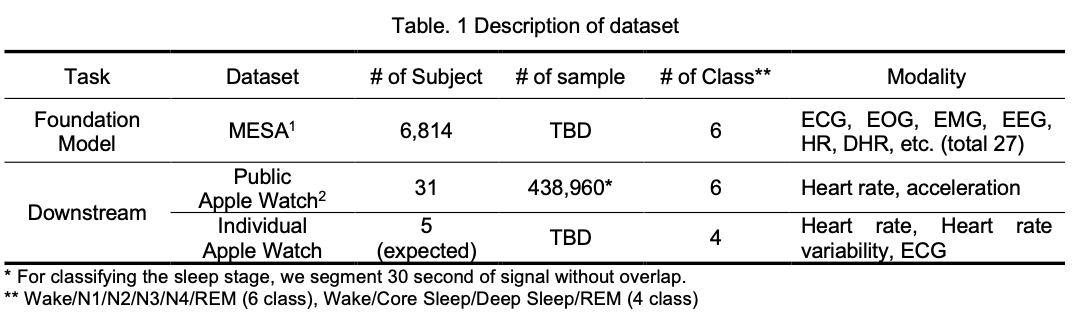 Table. 1 Description of dataset
Task Dataset # of Subject # of sample # of Class** Modality
Foundation Model MESA1 6,814 TBD 6 ECG, EOG, EMG, EEG, HR, DHR, etc. (total 27)
Downstream
Public Apple Watch2 31 438,960* 6 Heart rate, acceleration
Individual Apple Watch 5 (expected) TBD 4 Heart rate, Heart rate variability, ECG
* For classifying the sleep stage, we segment 30 second of signal without overlap.
** Wake/N1/N2/N3/N4/REM (6 class), Wake/Core Sleep/Deep Sleep/REM (4 class)